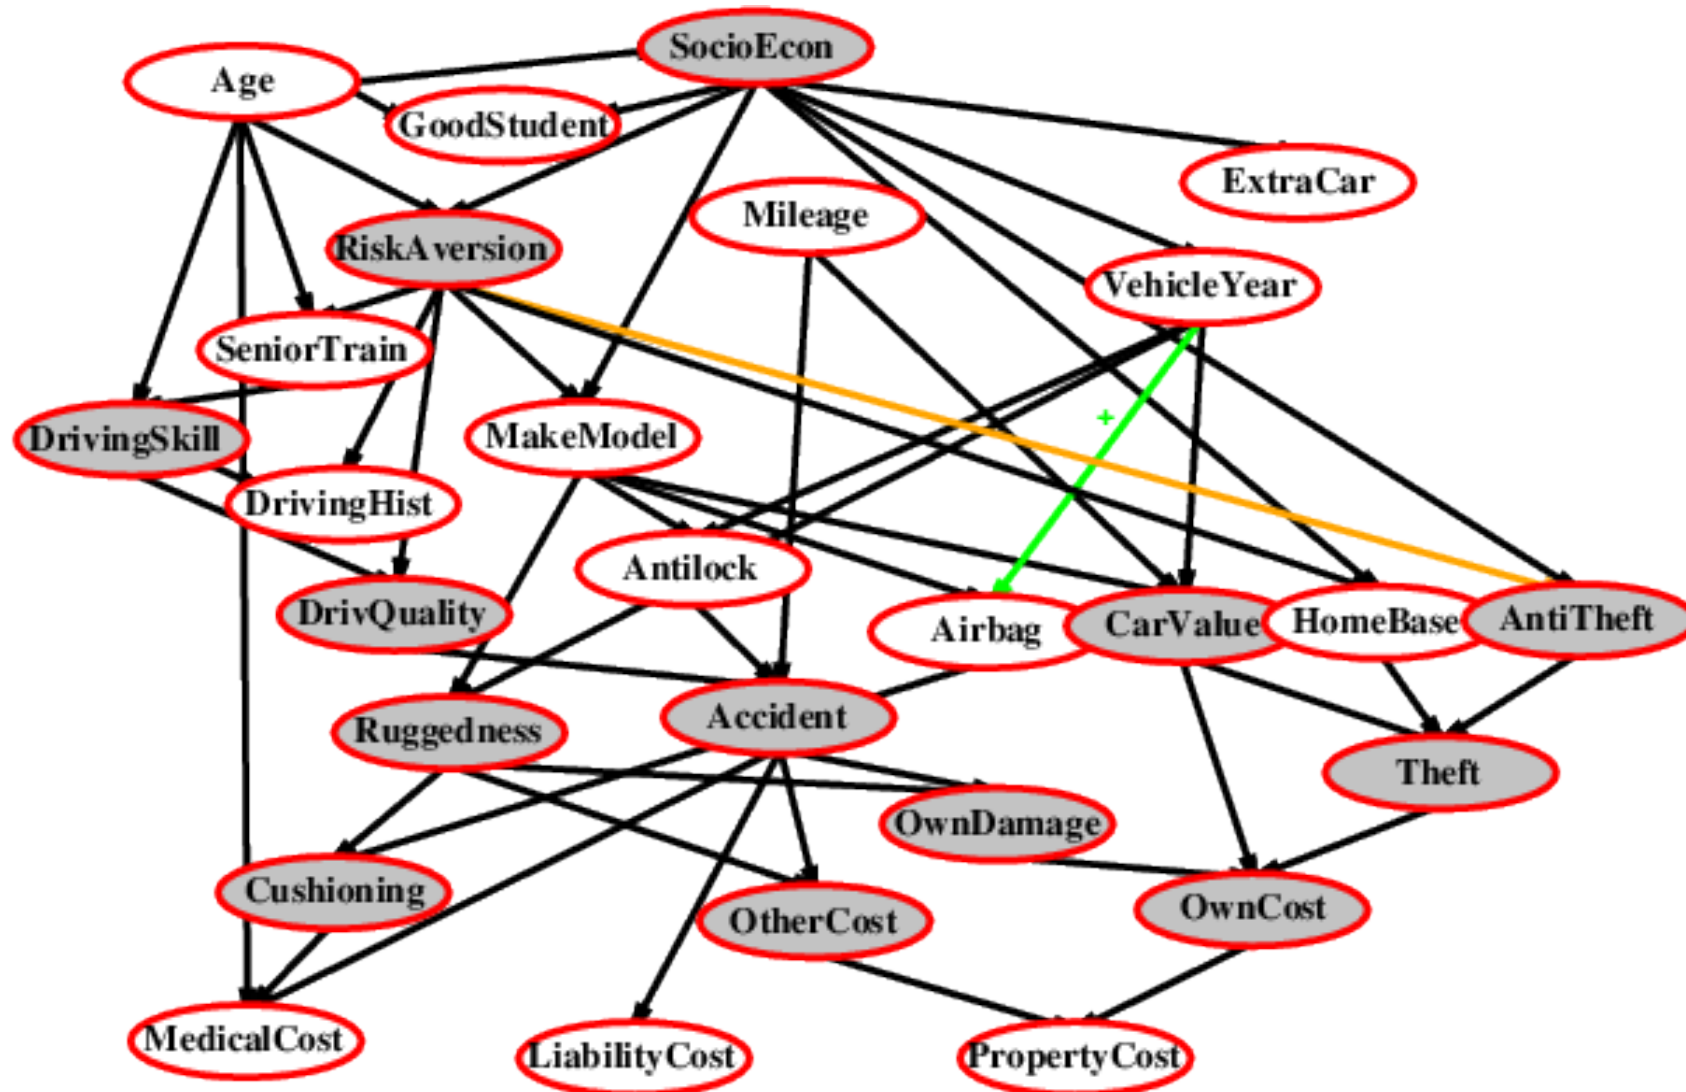 SocioEcon
Age
GoodStudent
ExtraCar
Mileage
RiskAversion
VehicleYear
SeniorTrain
+
DrivingSkill
MakeModel
DrivingHist
Antilock
DrivQuality
Airbag
CarValue
HomeBase
AntiTheft
Ruggedness
Accident
Theft
OwnDamage
Cushioning
OtherCost
OwnCost
MedicalCost
LiabilityCost
PropertyCost